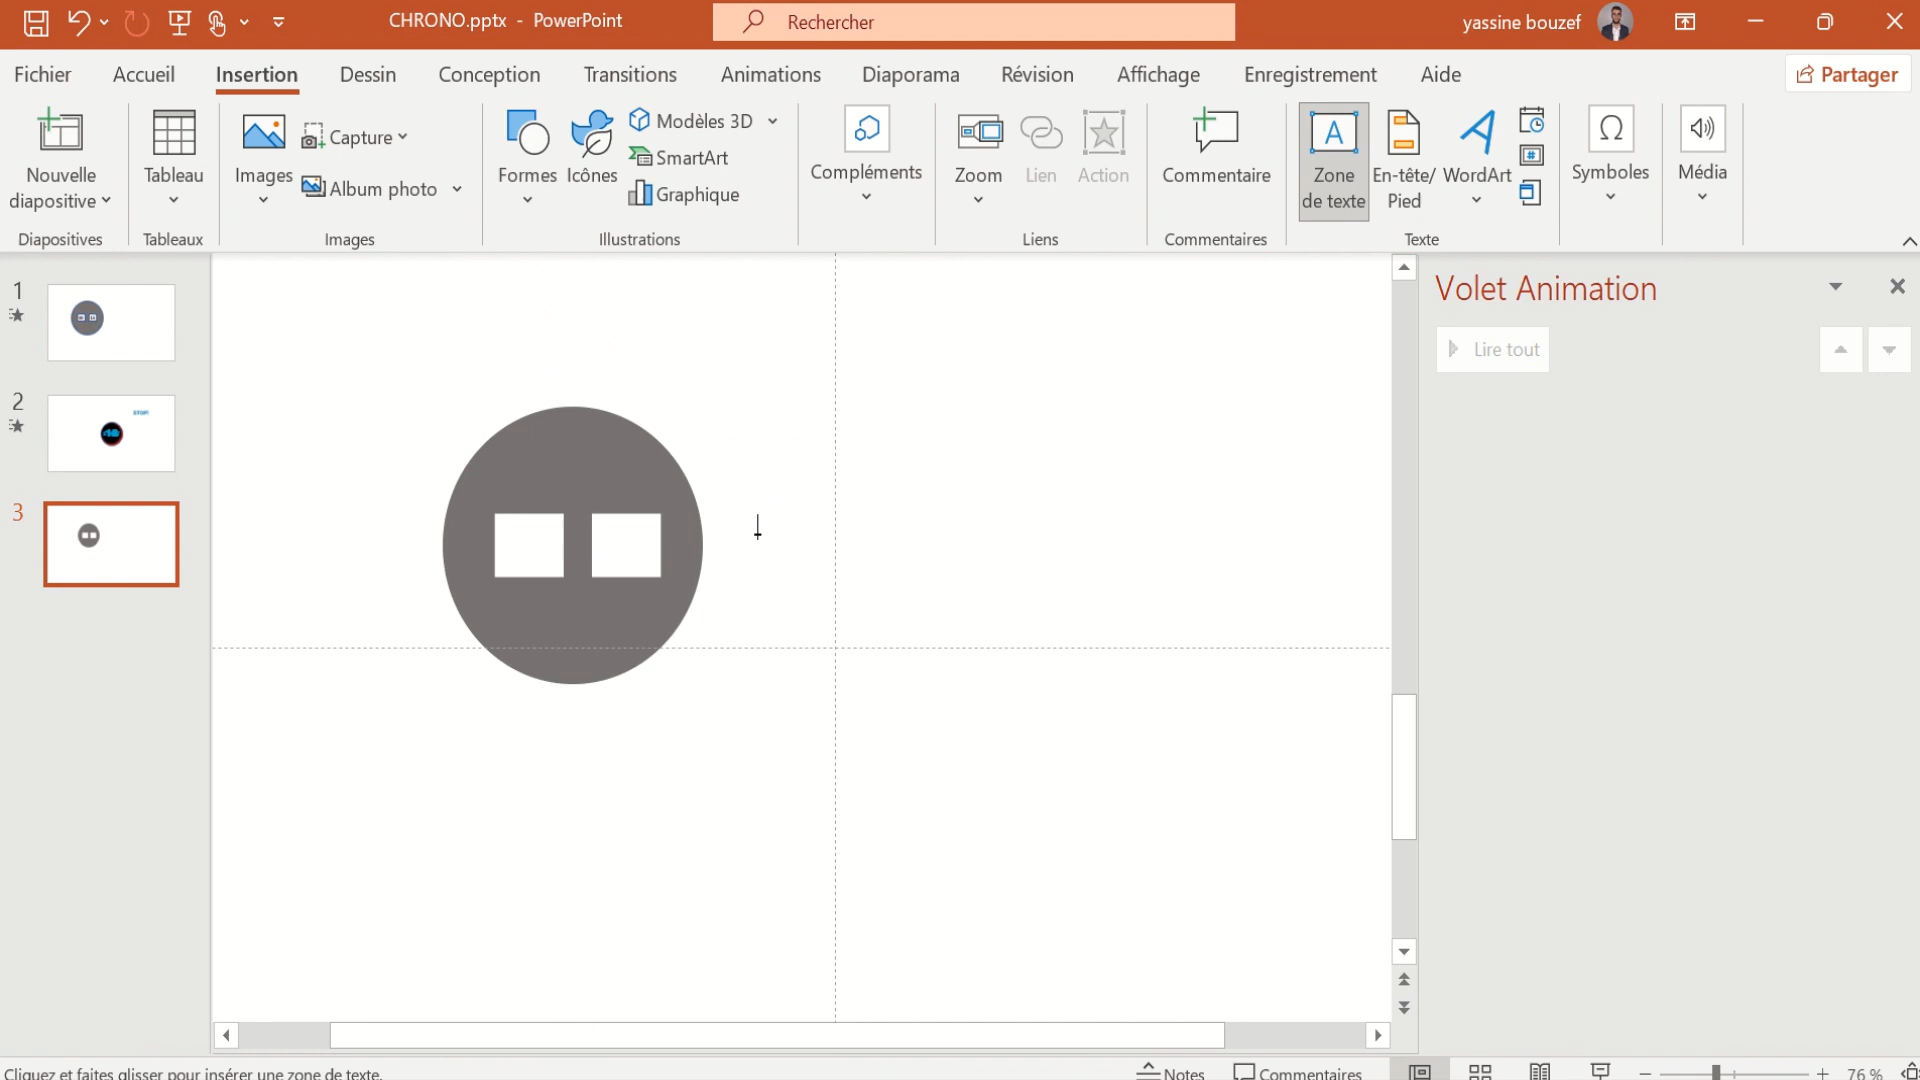 CHRONO.pptx - PowerPoint
Rechercher
yassine bouzef
Fichier
Accueil
Insertion
Dessin
Conception
Transitions
Animations
Diaporama
Révision
Affichage
Enregistrement
Aide
Partager
Nouvelle
diapositive
Diapositives
Tableau
Tableaux
Images
Capture
Album photo
Images
Formes
Icônes
Modèles 3D
SmartArt
Graphique
Illustrations
Compléments
Zoom
Lien
Action
Liens
Commentaire
Commentaires
Zone
de texte
En-tête/
Pied
WordArt
Texte
Symboles
Média
1
2
3
STOP!
Volet Animation
Lire tout
Cliquez et faites glisser pour insérer une zone de texte.
Notes
Commentaires
76 %